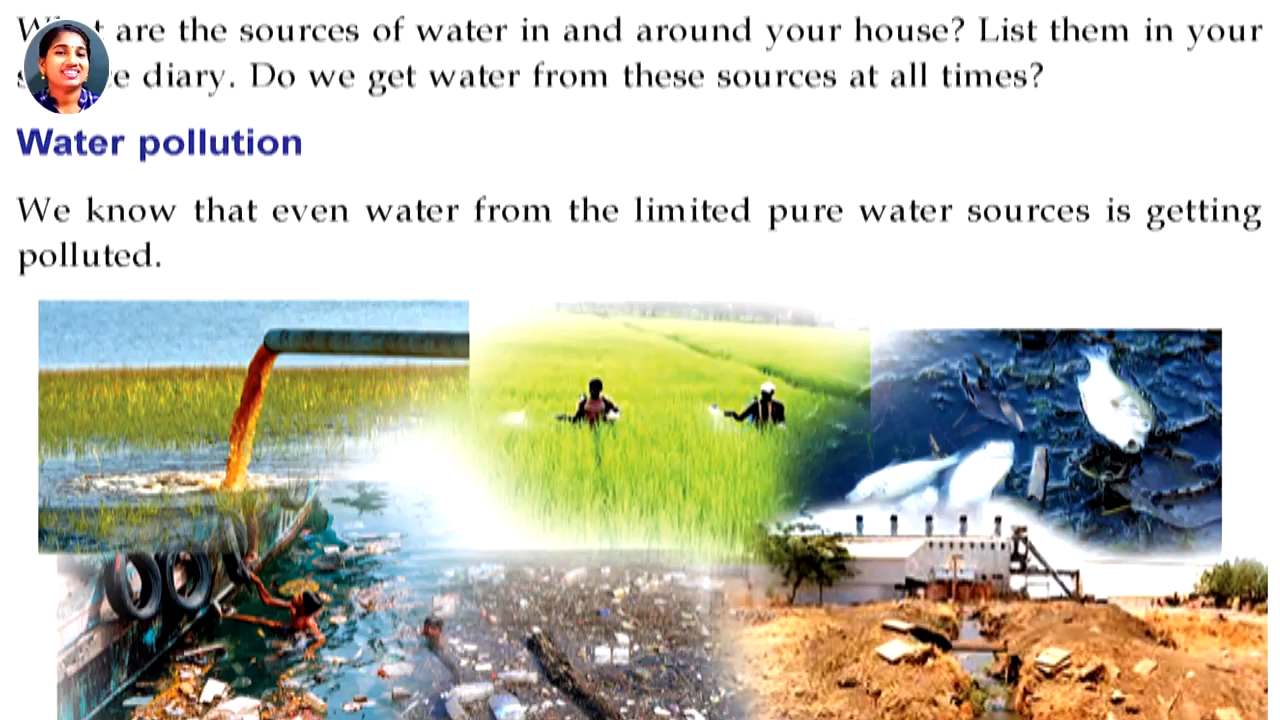 are the sources of water in and around your house? List them in your
diary. Do we get water from these sources at all times?
Water pollution
We know that even water from the limited pure water sources is getting
polluted.